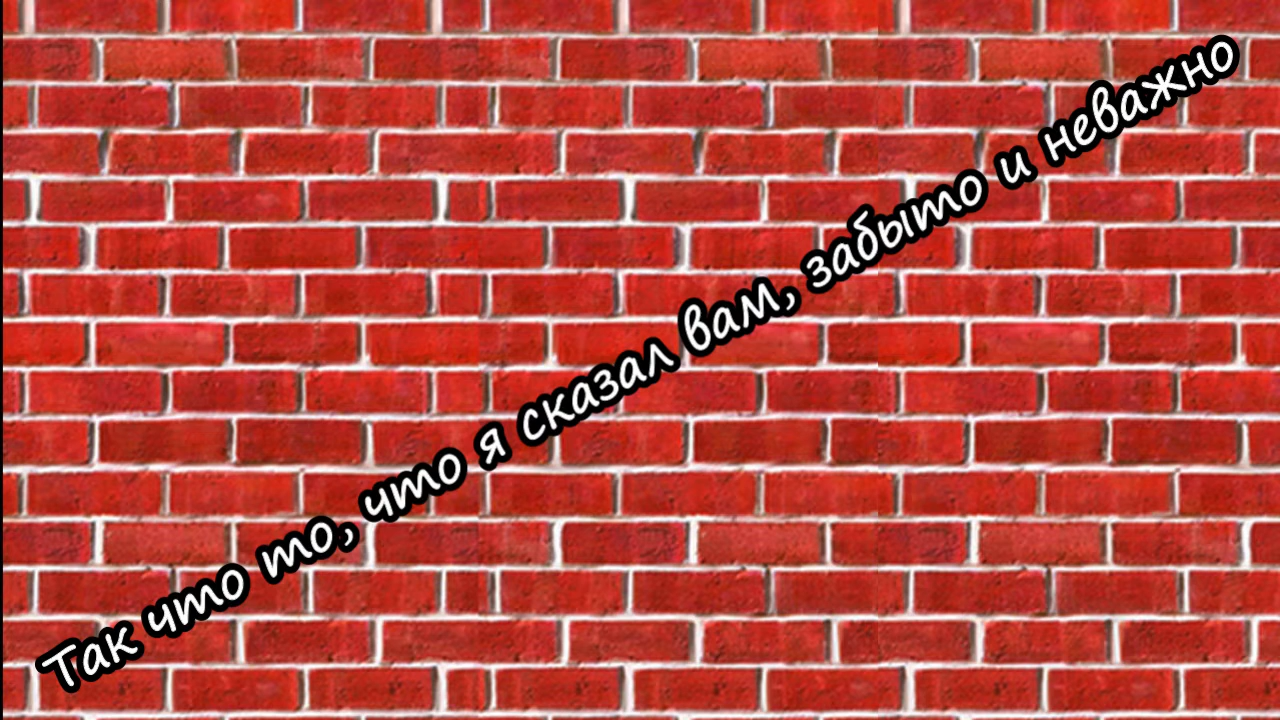 Так что то, что я сказал вам, забыто и неважно